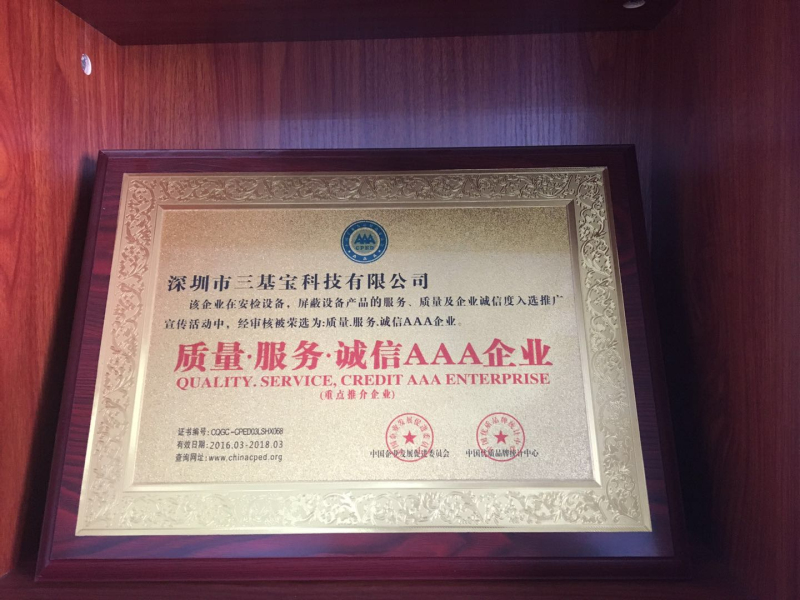 AAA
深圳市三基宝科技有限公司
该企业在安检设备，屏蔽设备产品的服务、质量及企业诚信度入选推广
宣传活动中，经审核被荣选为:质量.服务.诚信AAA企业。
质量·服务·诚信AAA企业
QUALITY. SERVICE, CREDIT AAA ENTERPRISE
(重点推介企业)
证书编号:CQGC-CPED03LSHX068
有效日期:2016.03-2018.03
查询网址:www.chinacped.org
中国企业发展促进委员会
中国优质品牌统计中心